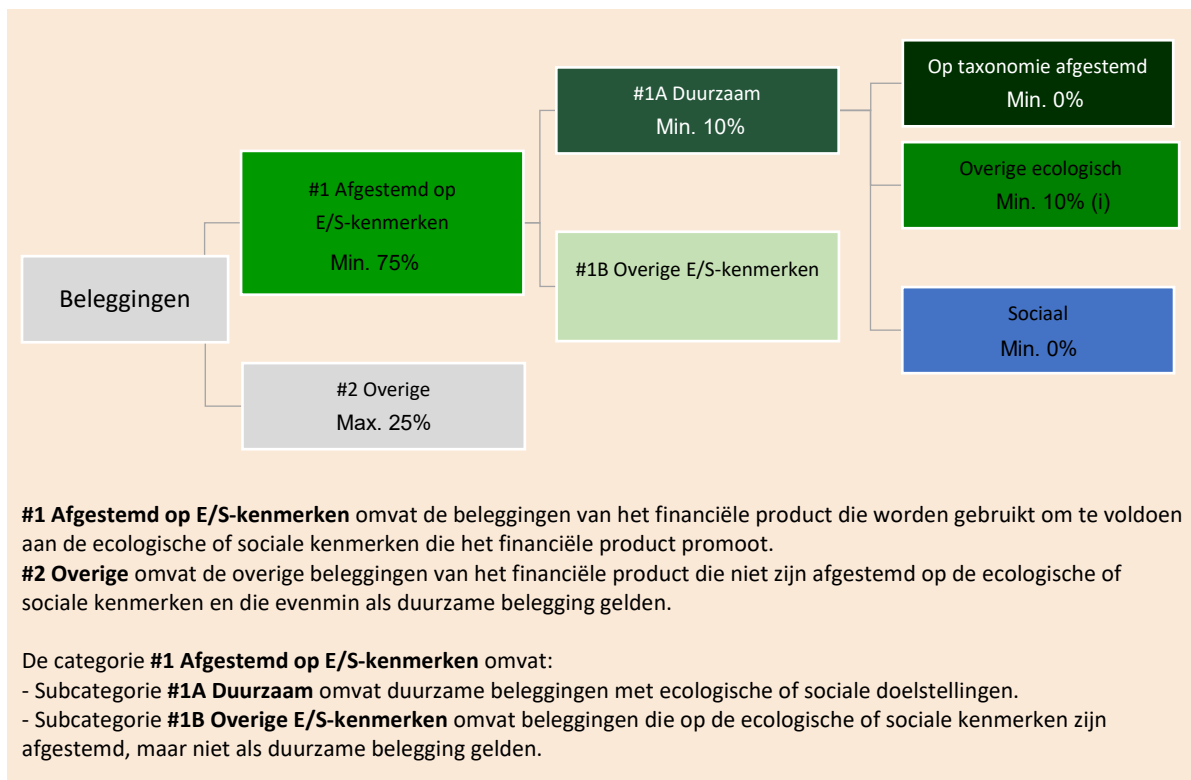 Beleggingen
#1 Afgestemd op
E/S-kenmerken
Min. 75%
#2 Overige
Max. 25%
#1A Duurzaam
Min. 10%
#1B Overige E/S-kenmerken
Op taxonomie afgestemd
Min. 0%
Overige ecologisch
Min. 10% (i)
Sociaal
Min. 0%
#1 Afgestemd op E/S-kenmerken omvat de beleggingen van het financiële product die worden gebruikt om te voldoen
aan de ecologische of sociale kenmerken die het financiële product promoot.
#2 Overige omvat de overige beleggingen van het financiële product die niet zijn afgestemd op de ecologische of
sociale kenmerken en die evenmin als duurzame belegging gelden.
De categorie #1 Afgestemd op E/S-kenmerken omvat:
- Subcategorie #1A Duurzaam omvat duurzame beleggingen met ecologische of sociale doelstellingen.
- Subcategorie #1B Overige E/S-kenmerken omvat beleggingen die op de ecologische of sociale kenmerken zijn
afgestemd, maar niet als duurzame belegging gelden.